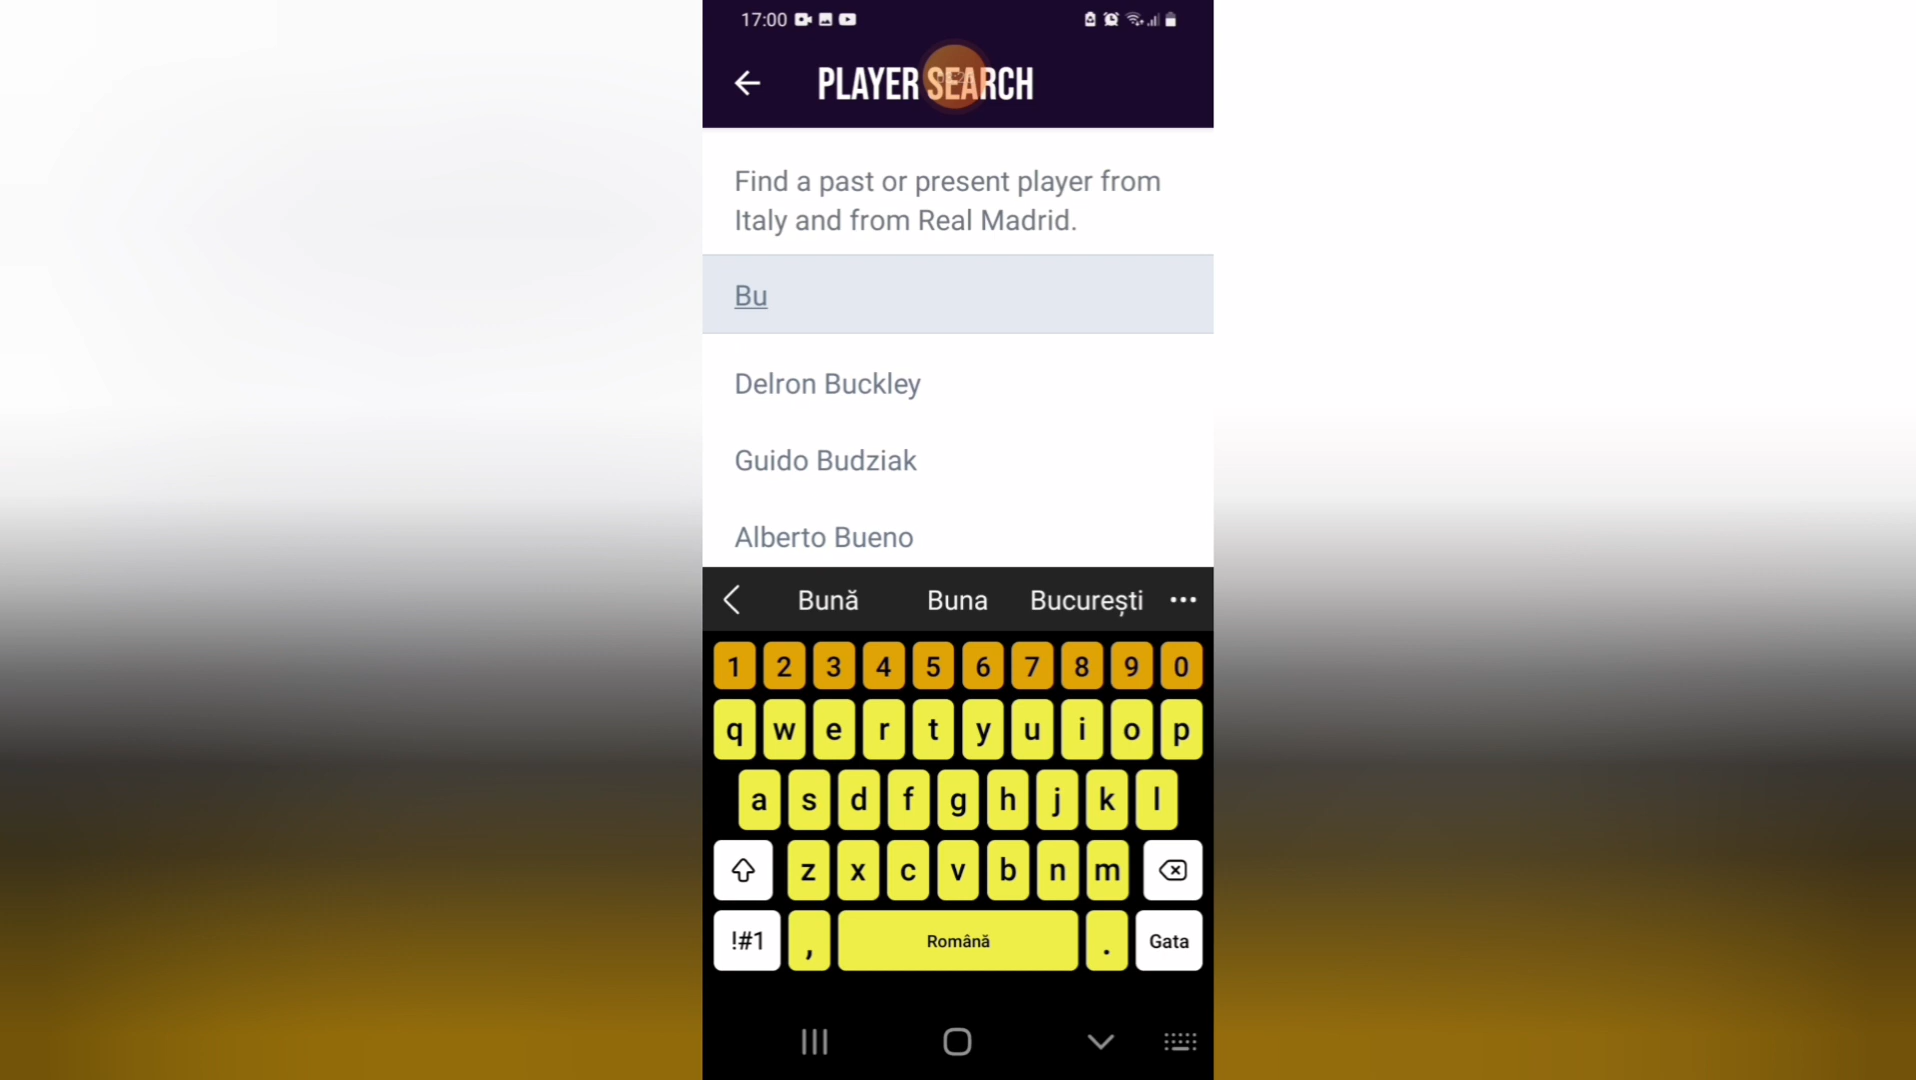 17:00
PLAYER SEARCH
Find a past or present player from
Italy and from Real Madrid.
Bu
Delron Buckley
Guido Budziak
Alberto Bueno
Bună Buna București
1 2 3 4 5 6 7 8 9 0
q w e r t y u i o p
a s d f g h j k l
z x c v b n m
!#1 , Română . Gata